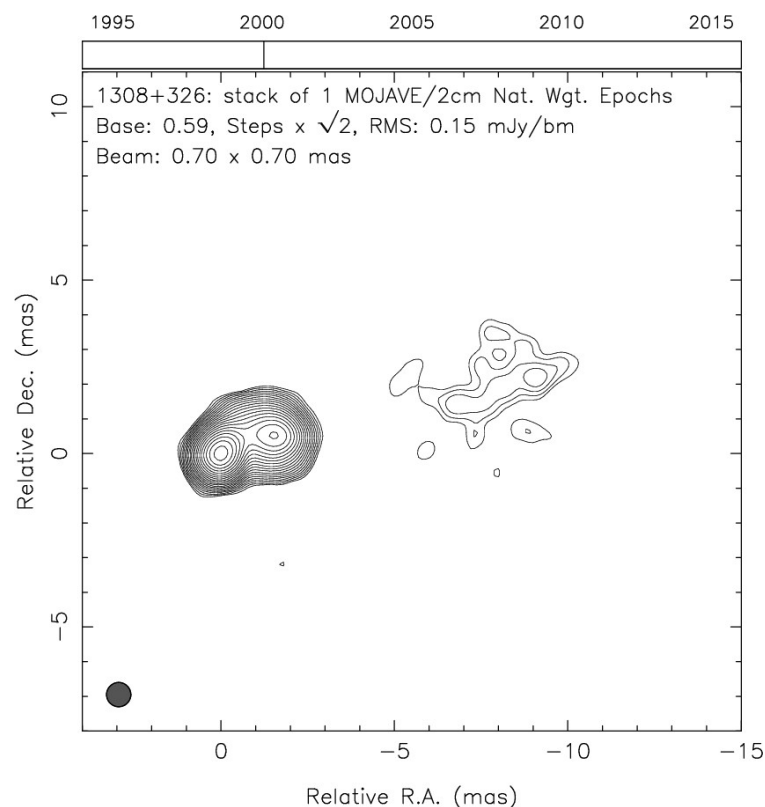 1995 2000 2005 2010 2015
1308+326: stack of 1 MOJAVE/2cm Nat. Wgt. Epochs
Base: 0.59, Steps x √2, RMS: 0.15 mJy/bm
Beam: 0.70 x 0.70 mas
10
5
0
−5
Relative Dec. (mas)
0 −5 −10 −15
Relative R.A. (mas)